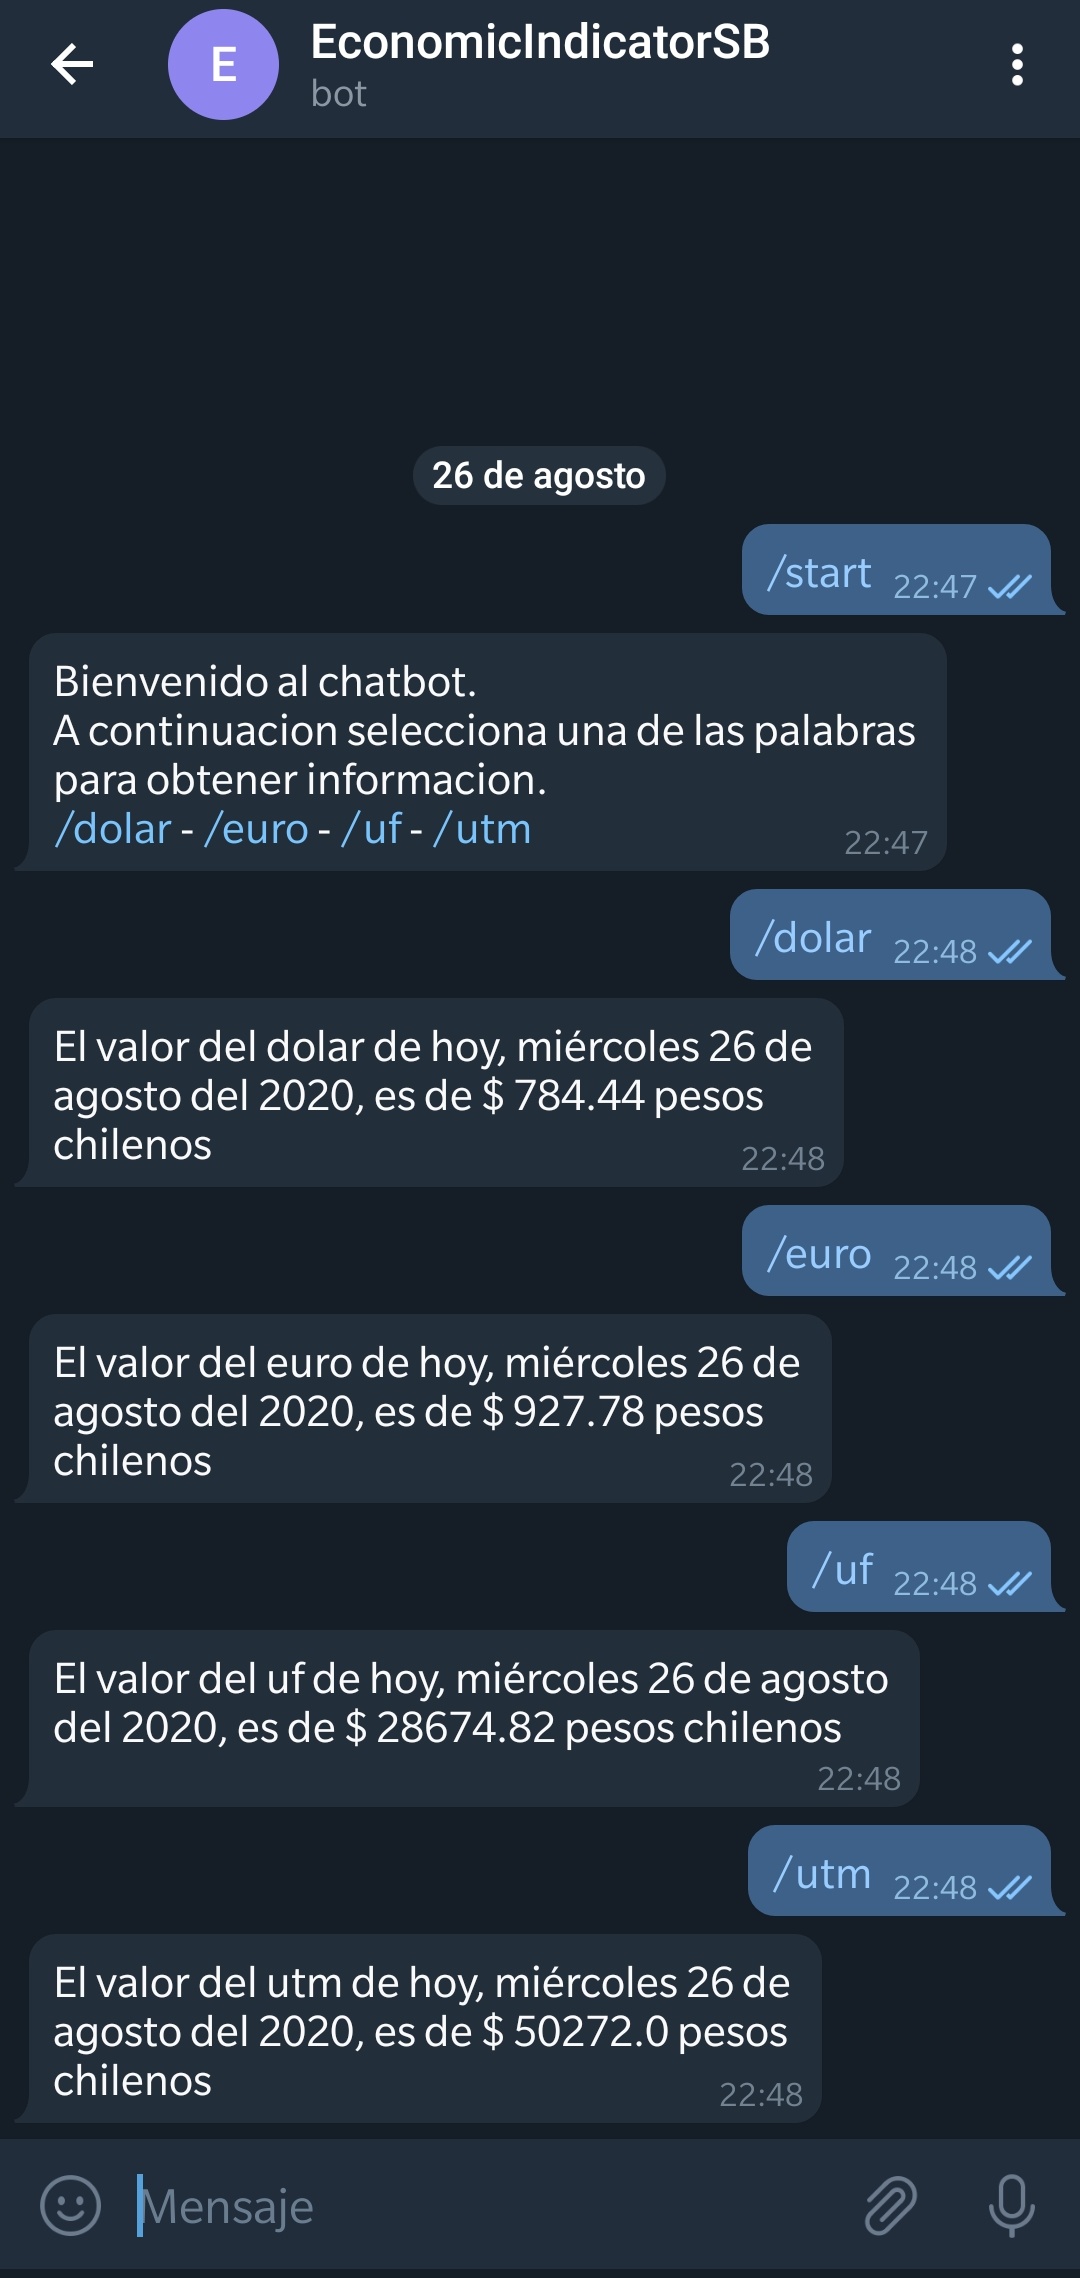 E
EconomicIndicatorSB
bot
26 de agosto
/start 22:47
Bienvenido al chatbot.
A continuacion selecciona una de las palabras
para obtener informacion.
/dolar - /euro - /uf - /utm
22:47
/dolar 22:48
El valor del dolar de hoy, miércoles 26 de
agosto del 2020, es de $ 784.44 pesos
chilenos
22:48
/euro 22:48
El valor del euro de hoy, miércoles 26 de
agosto del 2020, es de $ 927.78 pesos
chilenos
22:48
/uf 22:48
El valor del uf de hoy, miércoles 26 de agosto
del 2020, es de $ 28674.82 pesos chilenos
22:48
/utm 22:48
El valor del utm de hoy, miércoles 26 de
agosto del 2020, es de $ 50272.0 pesos
chilenos
22:48
Mensaje